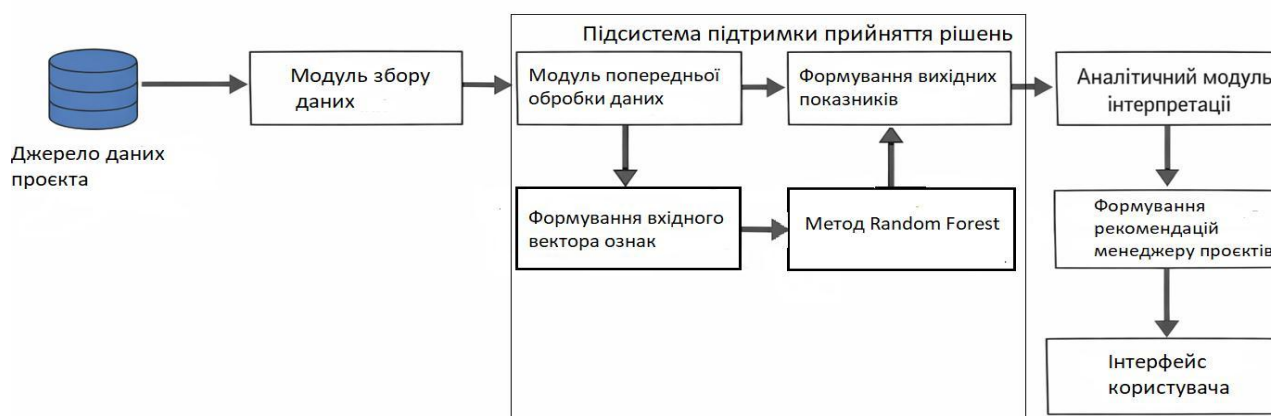 Підсистема підтримки прийняття рішень
Джерело даних
проєкта
Модуль збору
даних
Модуль попередньої
обробки даних
Формування вихідних
показників
Формування вхідного
вектора ознак
Метод Random Forest
Аналітичний модуль
інтерпретації
Формування
рекомендацій
менеджеру проєктів
Інтерфейс
користувача